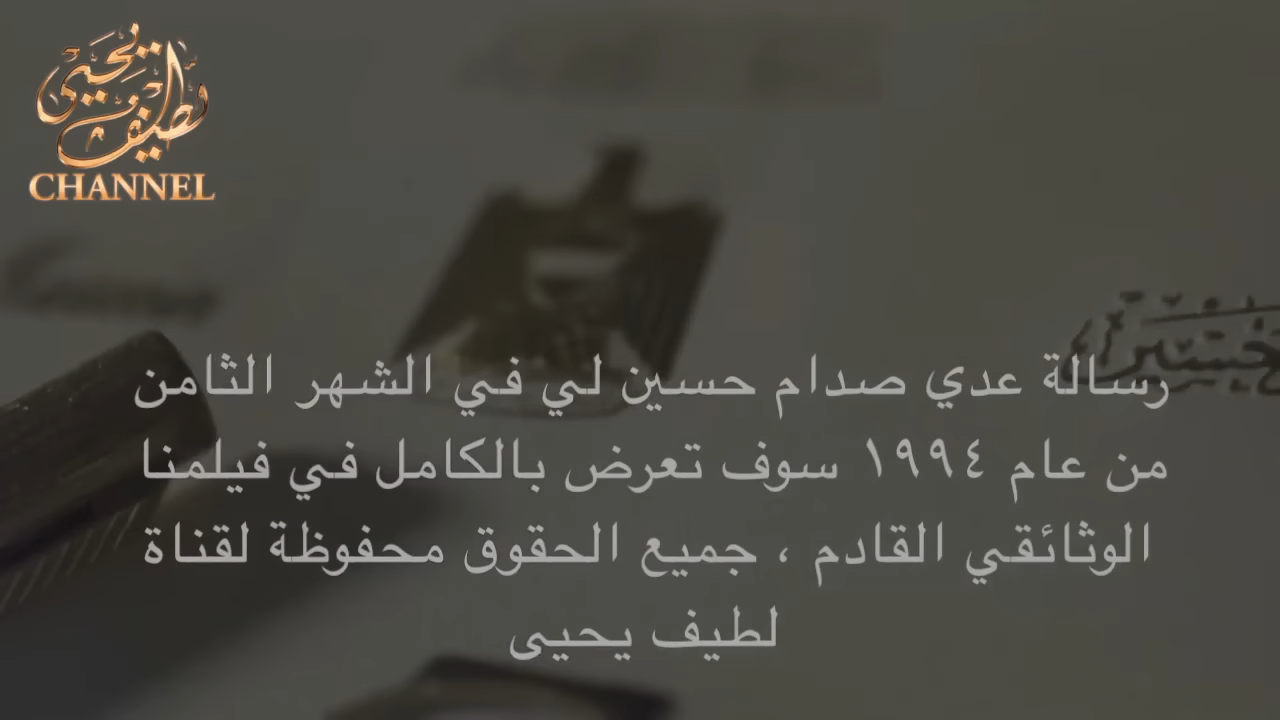 لطيف يحيى
CHANNEL
رسالة عدي صدام حسين لي في الشهر الثامن
من عام ١٩٩٤ سوف تعرض بالكامل في فيلمنا
الوثائقي القادم ، جميع الحقوق محفوظة لقناة
لطيف يحيى